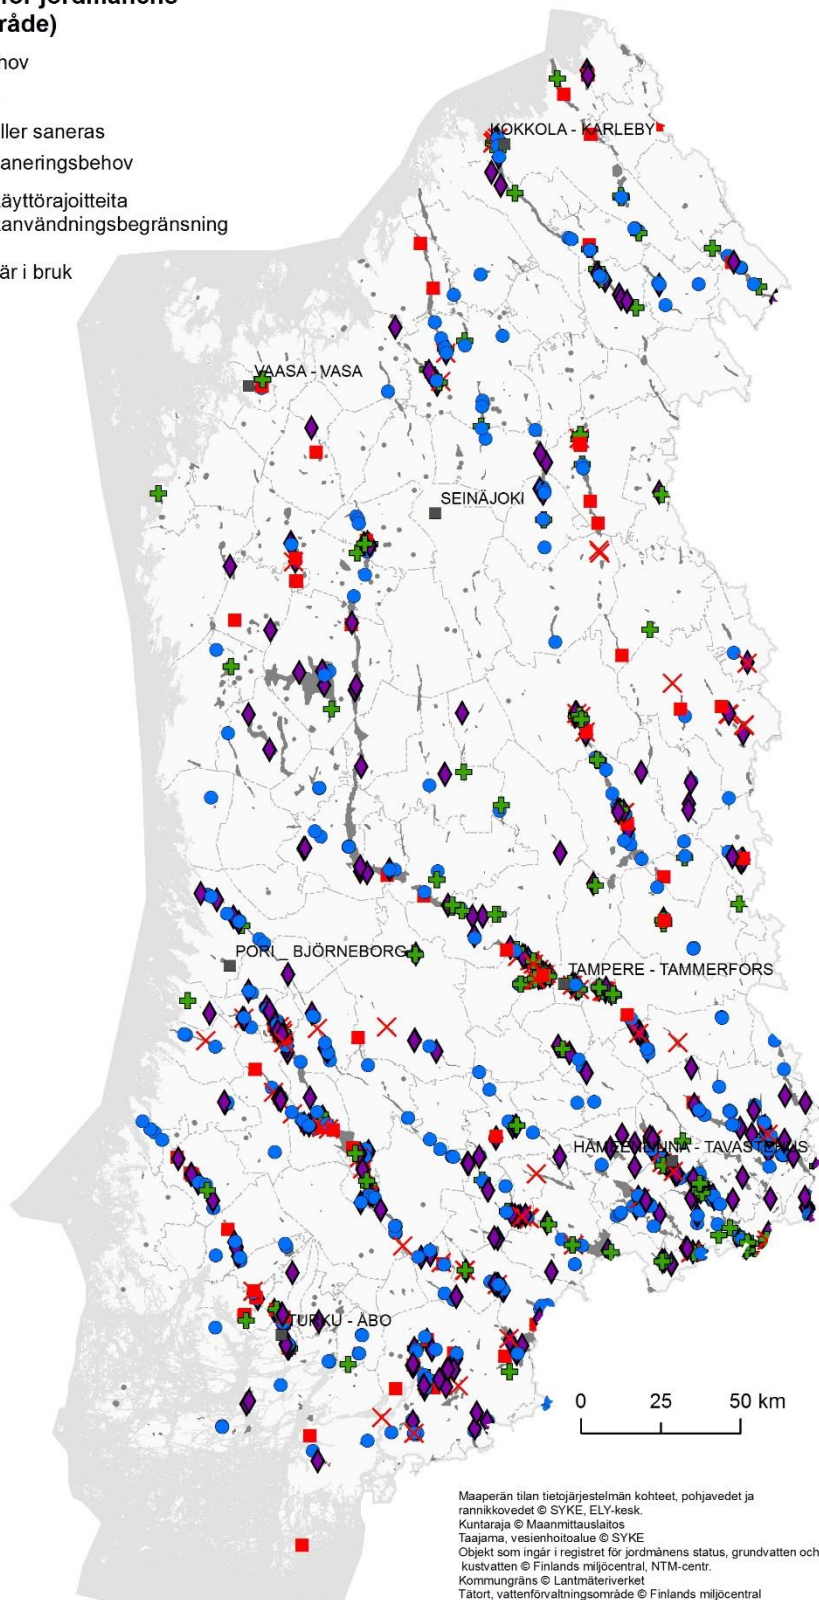 råde)
hov
ller saneras
aneringsbehov
äyttörajoitteita
kanvändningsbegränsning
är i bruk
KOKKOLA - KARLEBY
VAASA - VASA
SEINÄJOKI
PORI_ BJÖRNEBORG
TAMPERE - TAMMERFORS
HÄMEENLINNA - TAVASTEHUS
TURKU - ÅBO
0 25 50 km
Maaperän tilan tietojärjestelmän kohteet, pohjavedet ja
rannikkovedet © SYKE, ELY-kesk.
Kuntaraja © Maanmittauslaitos
Taajama, vesienhoitoalue © SYKE
Objekt som ingår i registret för jordmånens status, grundvatten och
kustvatten © Finlands miljöcentral, NTM-centr.
Kommungräns © Lantmäteriverket
Tätort, vattenförvaltningsområde © Finlands miljöcentral